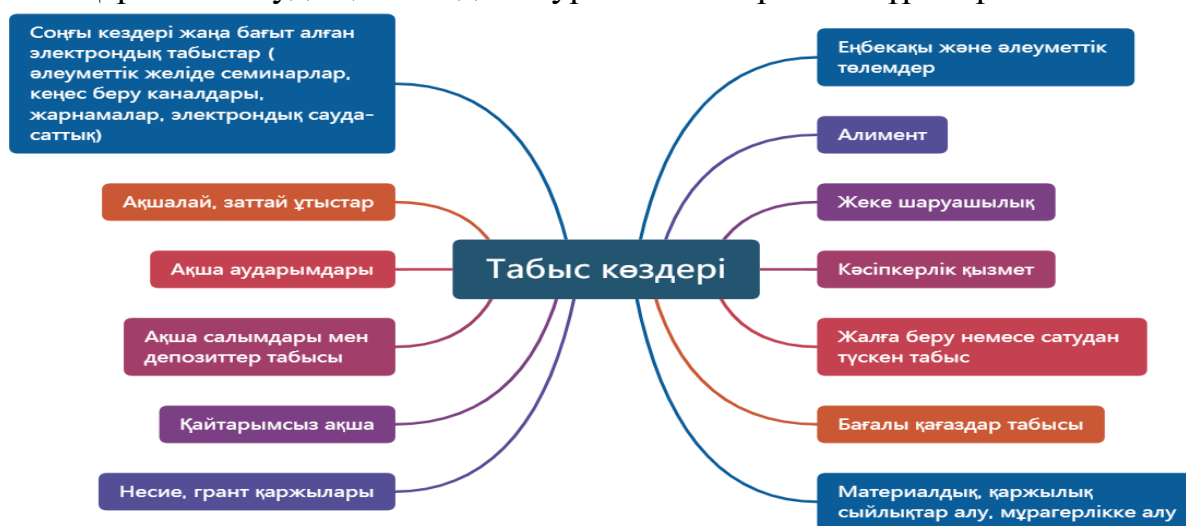 Соңғы кездері жаңа бағыт алған
электрондық табыстар (
әлеуметтік желіде семинарлар,
кеңес беру каналдары,
жарнамалар, электрондық сауда-
саттық)
Ақшалай, заттай ұтыстар
Ақша аударымдары
Ақша салымдары мен
депозиттер табысы
Қайтарымсыз ақша
Несие, грант қаржылары
Табыс көздері
Еңбекақы және әлеуметтік
төлемдер
Алимент
Жеке шаруашылық
Кәсіпкерлік қызмет
Жалға беру немесе сатудан
түскен табыс
Бағалы қағаздар табысы
Материалдық, қаржылық
сыйлықтар алу, мұрагерлікке алу